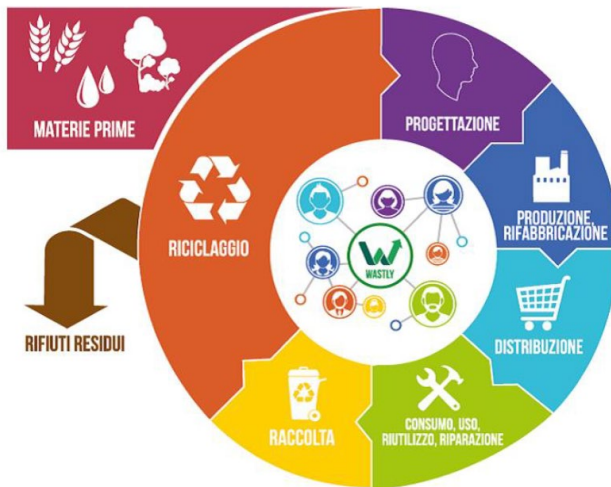 MATERIE PRIME
PROGETTAZIONE
PRODUZIONE,
RIFABBRICAZIONE
DISTRIBUZIONE
CONSUMO, USO,
RIUTILIZZO, RIPARAZIONE
RACCOLTA
RICICLAGGIO
RIFIUTI RESIDUI
W
WASTLY